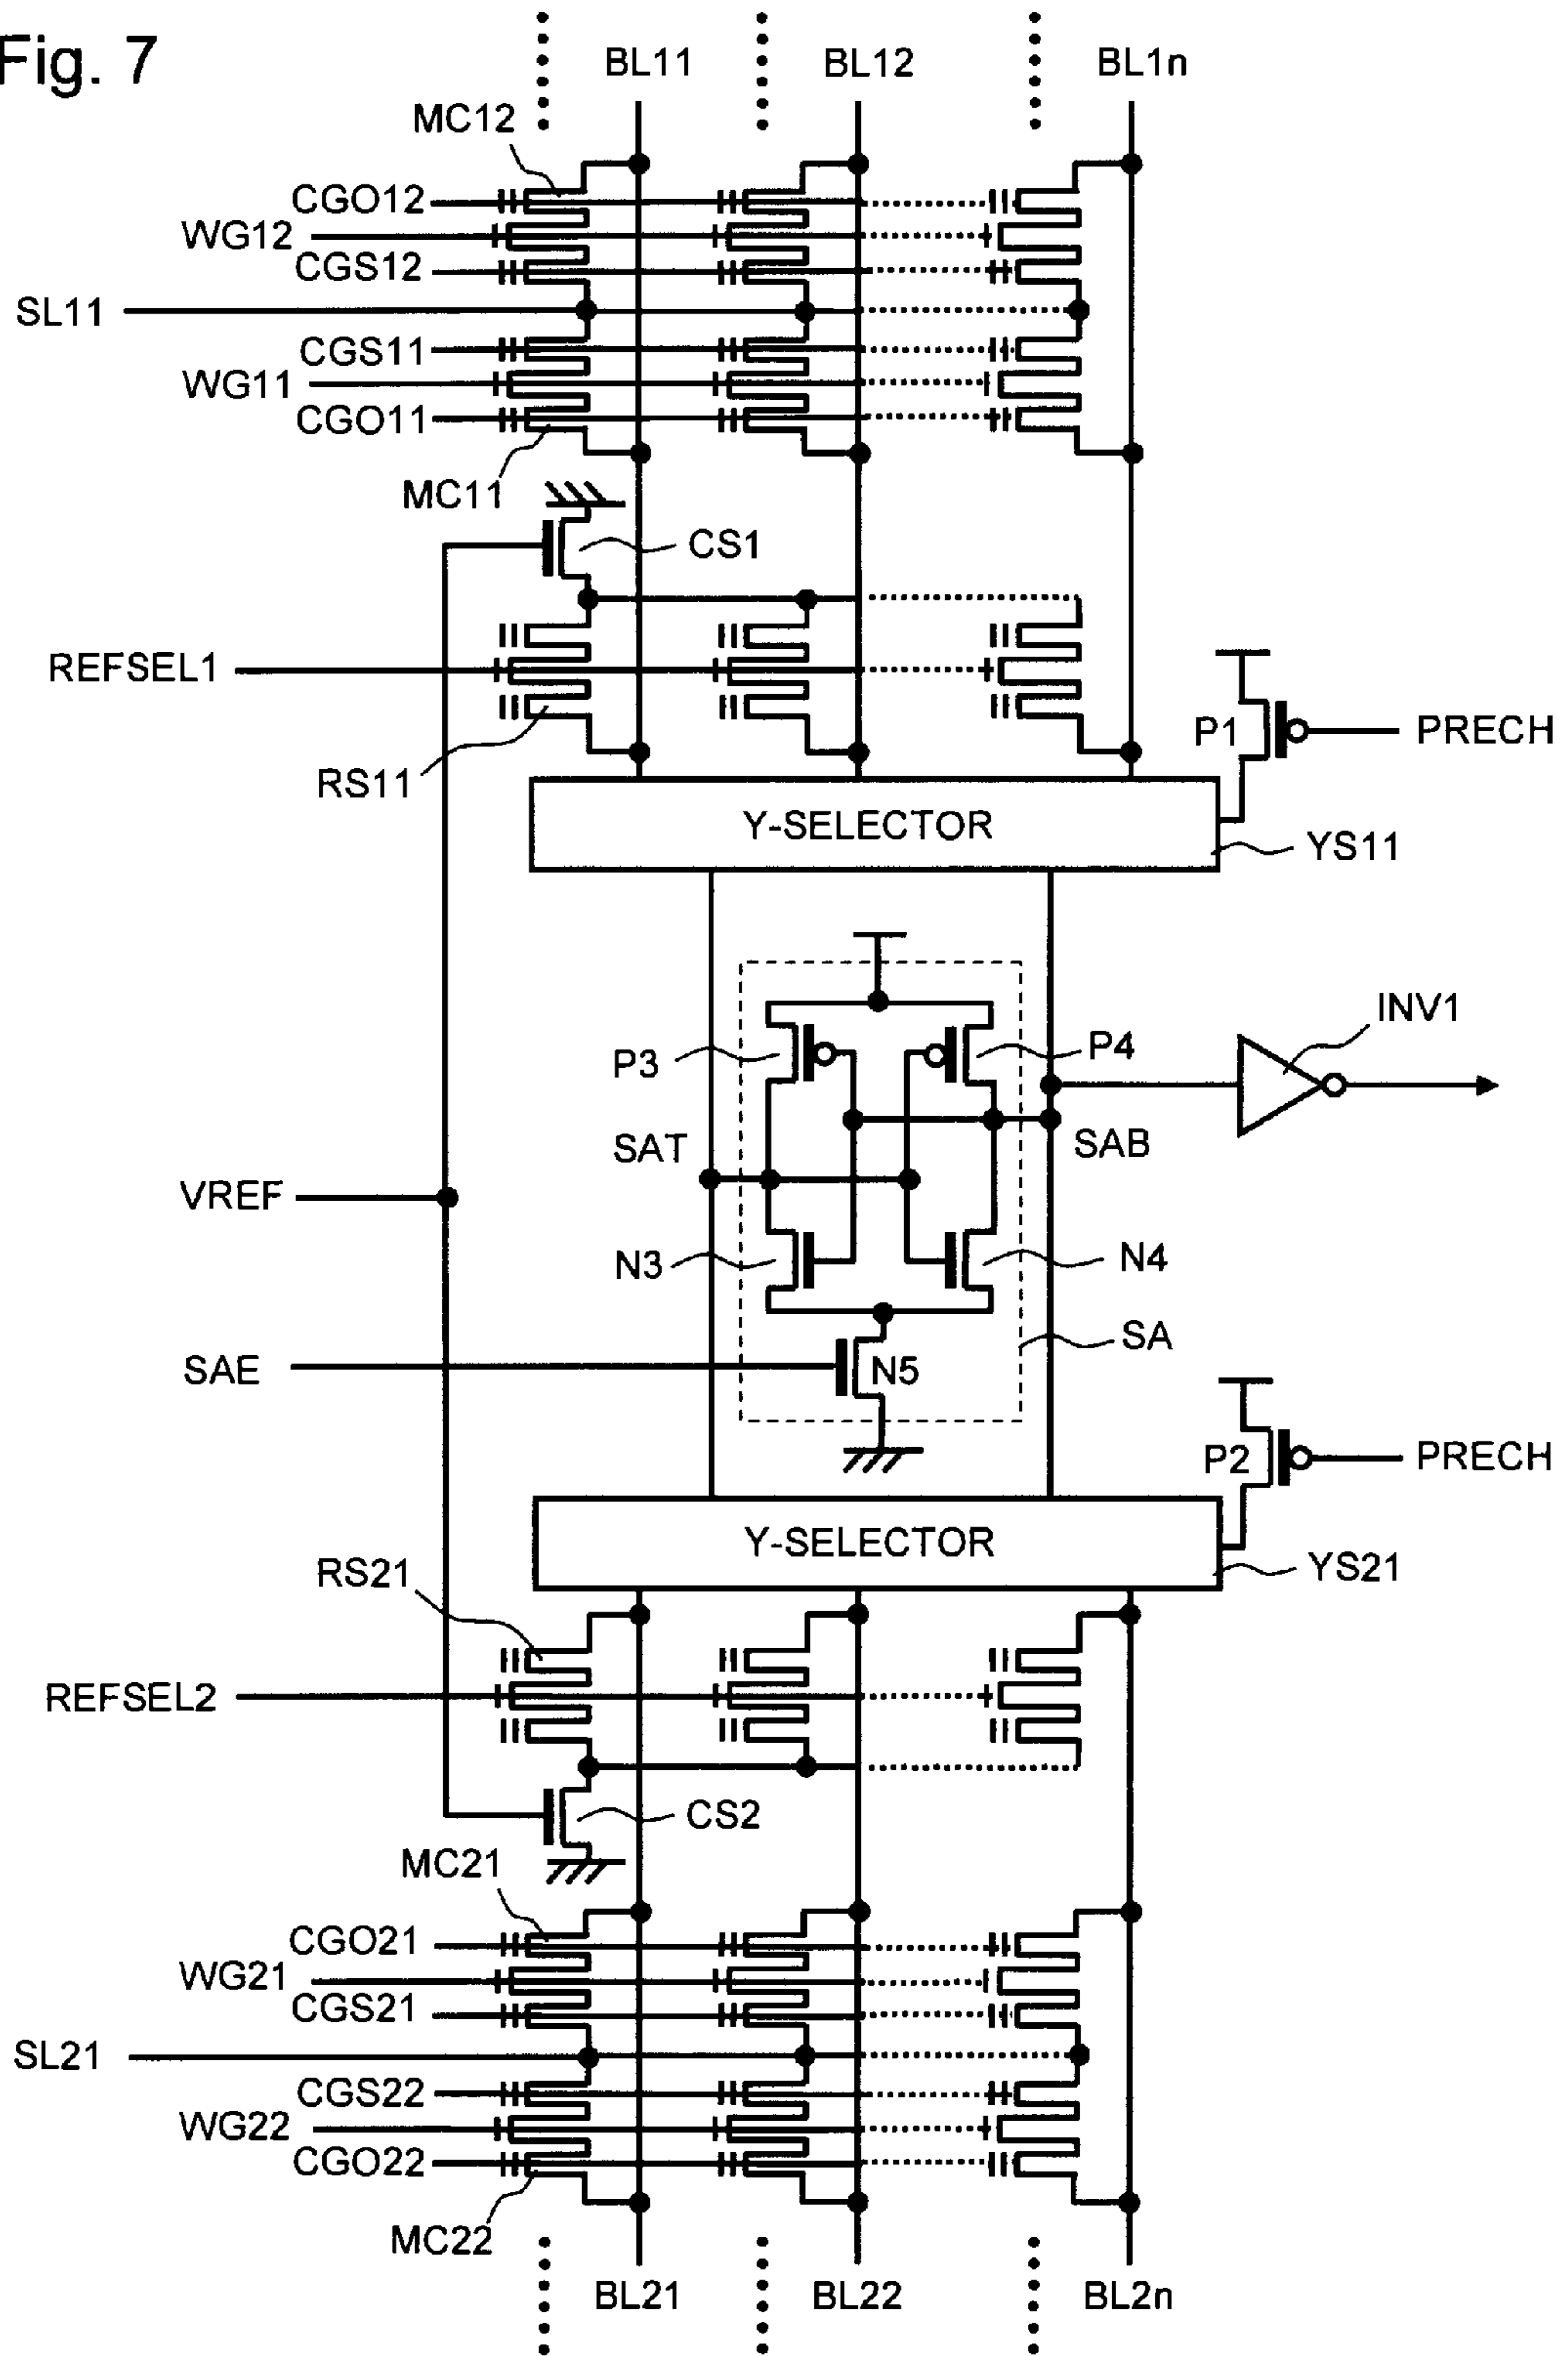 Fig. 7
BL11
BL12
BL1n
MC12
CGO12
WG12
CGS12
SL11
CGS11
WG11
CGO11
MC11
CS1
REFSEL1
P1
PRECH
RS11
Y-SELECTOR
YS11
INV1
P3
P4
SAT
SAB
VREF
N3
N4
SA
SAE
N5
P2
PRECH
Y-SELECTOR
RS21
YS21
REFSEL2
CS2
MC21
CGO21
WG21
CGS21
SL21
CGS22
WG22
CGO22
MC22
BL21
BL22
BL2n